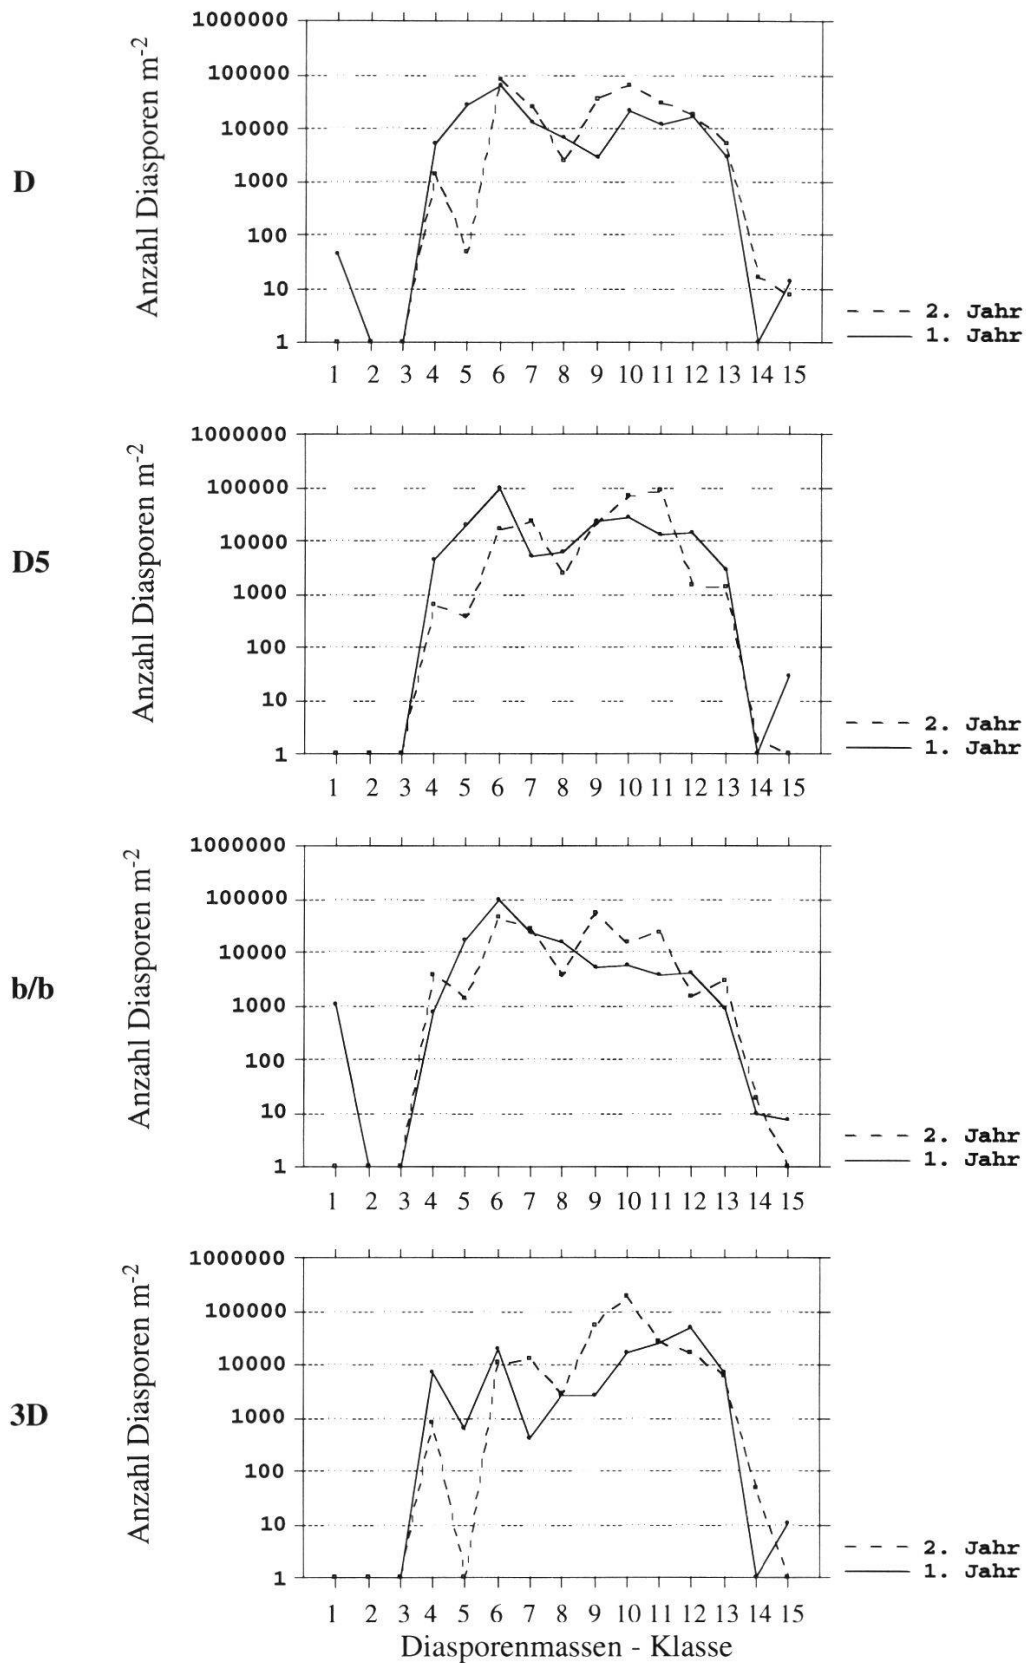 D
Anzahl Diasporen m-2
1000000
100000
10000
1000
100
10
1
1 2 3 4 5 6 7 8 9 10 11 12 13 14 15
2. Jahr
1. Jahr
D5
Anzahl Diasporen m-2
1000000
100000
10000
1000
100
10
1
1 2 3 4 5 6 7 8 9 10 11 12 13 14 15
2. Jahr
1. Jahr
b/b
Anzahl Diasporen m-2
1000000
100000
10000
1000
100
10
1
1 2 3 4 5 6 7 8 9 10 11 12 13 14 15
2. Jahr
1. Jahr
3D
Anzahl Diasporen m-2
1000000
100000
10000
1000
100
10
1
1 2 3 4 5 6 7 8 9 10 11 12 13 14 15
2. Jahr
1. Jahr
Diasporenmassen - Klasse